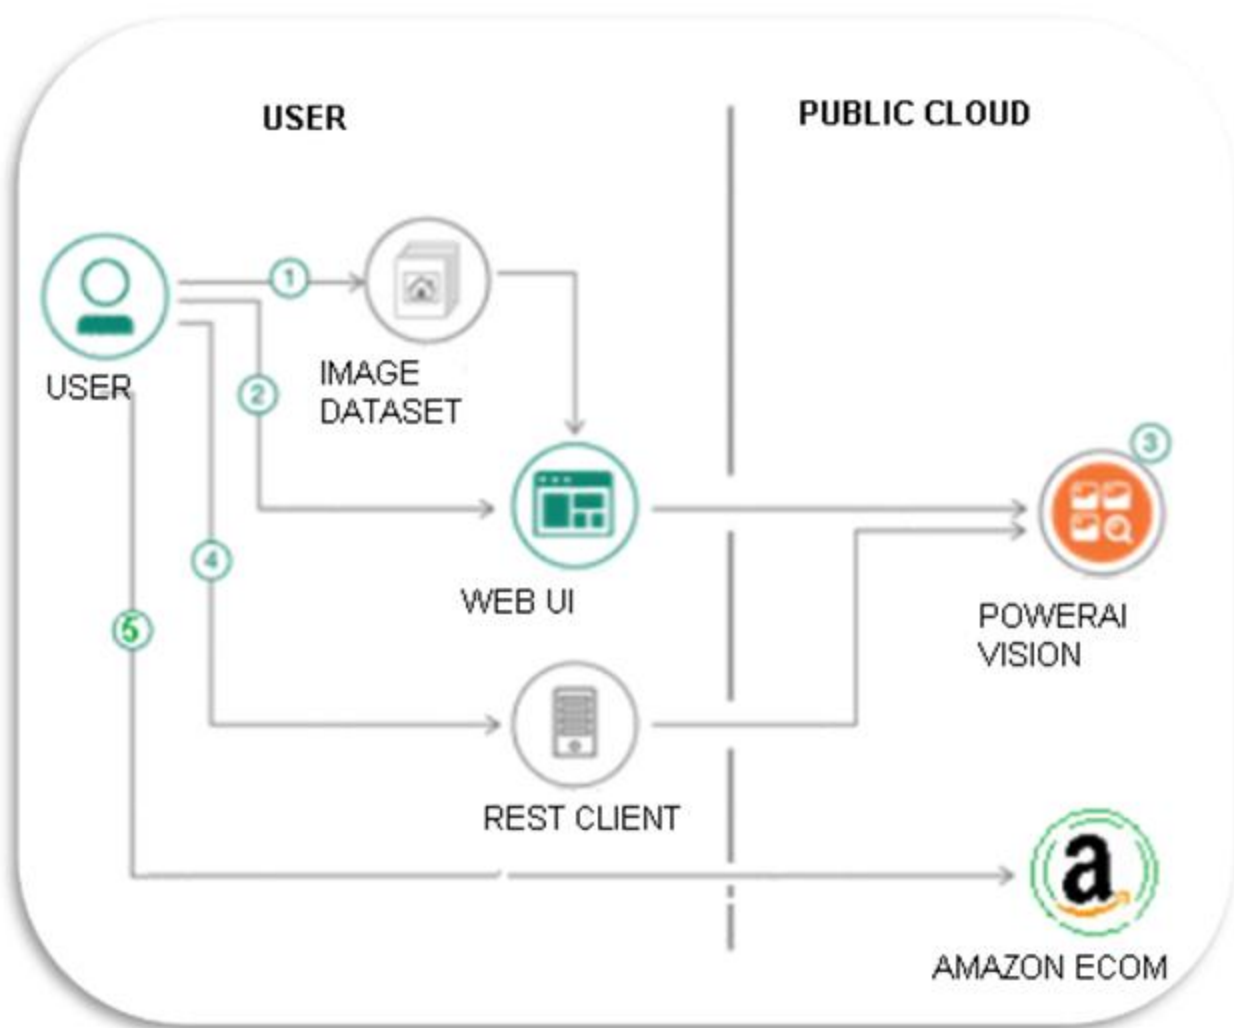 USER
PUBLIC CLOUD
1
IMAGE
DATASET
USER
2
3
WEB UI
4
POWERAI
VISION
5
REST CLIENT
a
AMAZON ECOM